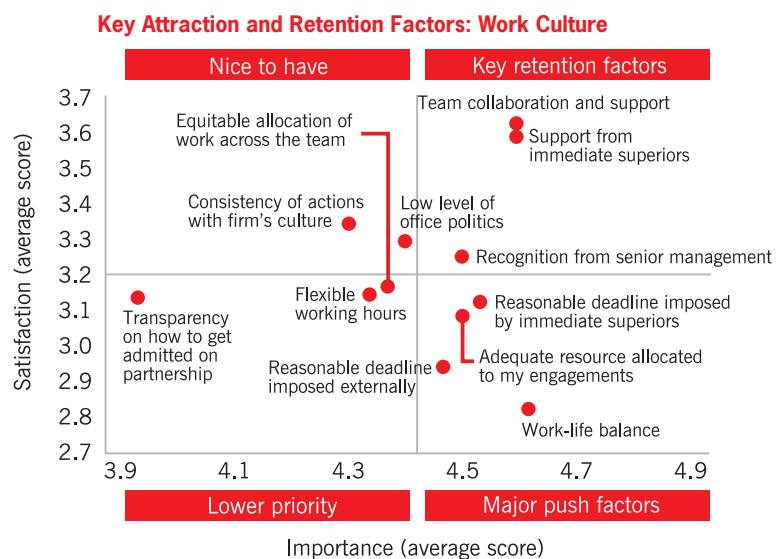 Key Attraction and Retention Factors: Work Culture
Nice to have
Key retention factors
Satisfaction (average score)
3.7
3.6
3.5
3.4
3.3
3.2
3.1
3.0
2.9
2.8
2.7
Equitable allocation of
work across the team
Team collaboration and support
Support from
immediate superiors
Consistency of actions
with firm's culture
Low level of
office politics
Recognition from senior management
Transparency
on how to get
admitted on
partnership
Flexible
working hours
Reasonable deadline
imposed by immediate superiors
Reasonable deadline
imposed externally
Adequate resource allocated
to my engagements
Work-life balance
3.9
4.1
4.3
4.5
4.7
4.9
Lower priority
Major push factors
Importance (average score)